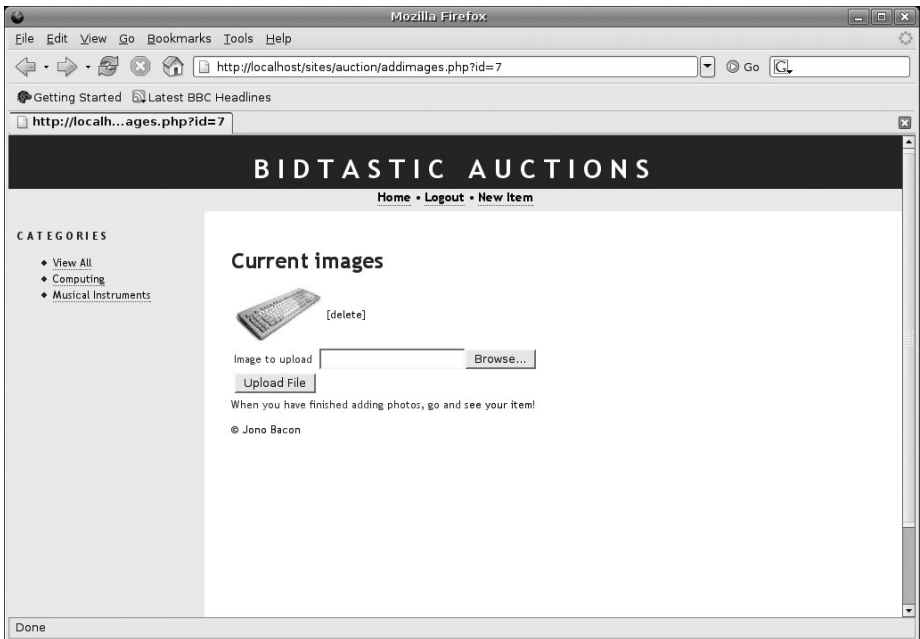 Mozilla Firefox
File Edit View Go Bookmarks Tools Help
http://localhost/sites/auction/addimages.php?id=7 Go G
Getting Started Latest BBC Headlines
http://localh...ages.php?id=7
BIDTASTIC AUCTIONS
Home • Logout • New Item
CATEGORIES
View All
Computing
Musical Instruments
Current images
[delete]
Image to upload Browse...
Upload File
When you have finished adding photos, go and see your item!
© Jono Bacon
Done